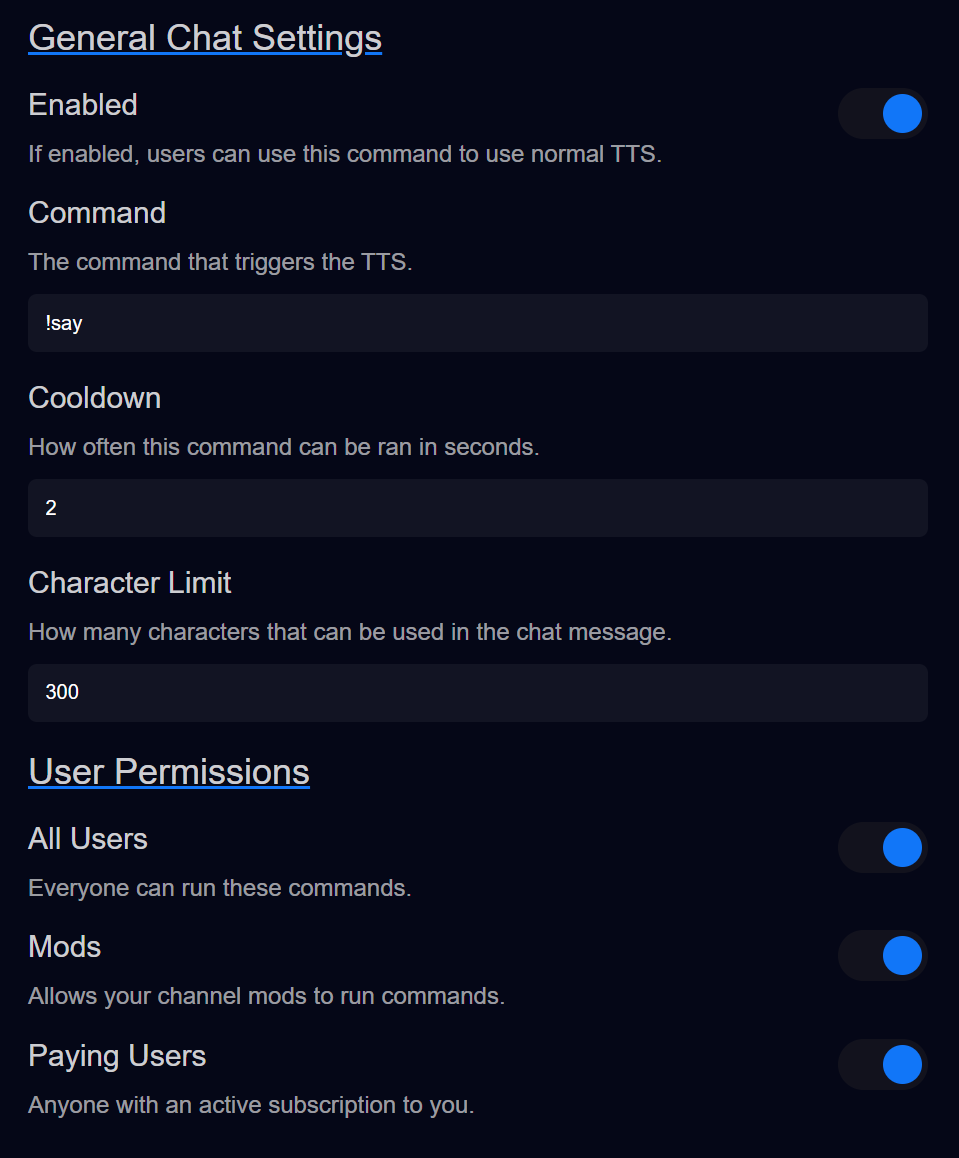 General Chat Settings
Enabled
If enabled, users can use this command to use normal TTS.
Command
The command that triggers the TTS.
!say
Cooldown
How often this command can be ran in seconds.
2
Character Limit
How many characters that can be used in the chat message.
300
User Permissions
All Users
Everyone can run these commands.
Mods
Allows your channel mods to run commands.
Paying Users
Anyone with an active subscription to you.